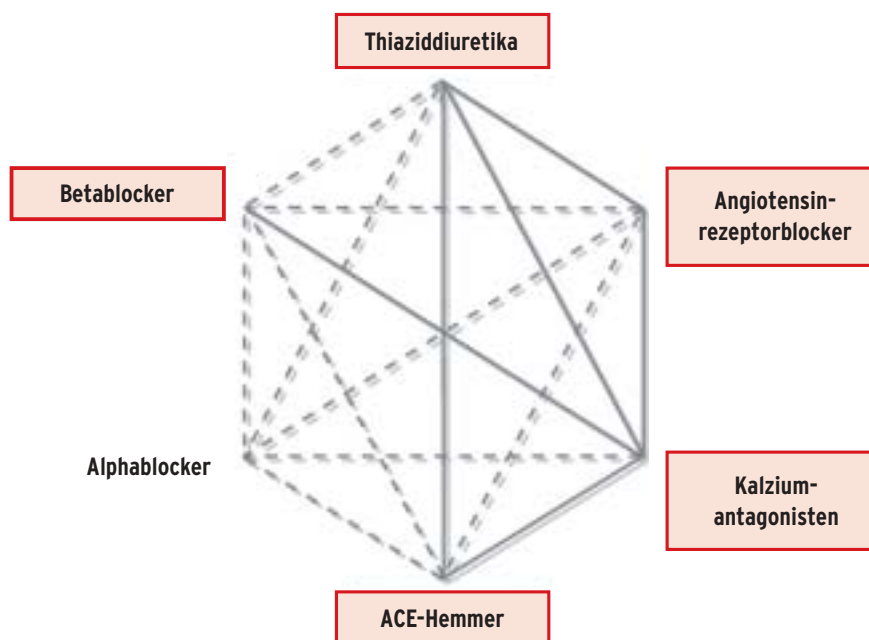 Thiaziddiuretika
Betablocker
Angiotensin-
rezeptorblocker
Alphablocker
Kalzium-
antagonisten
ACE-Hemmer